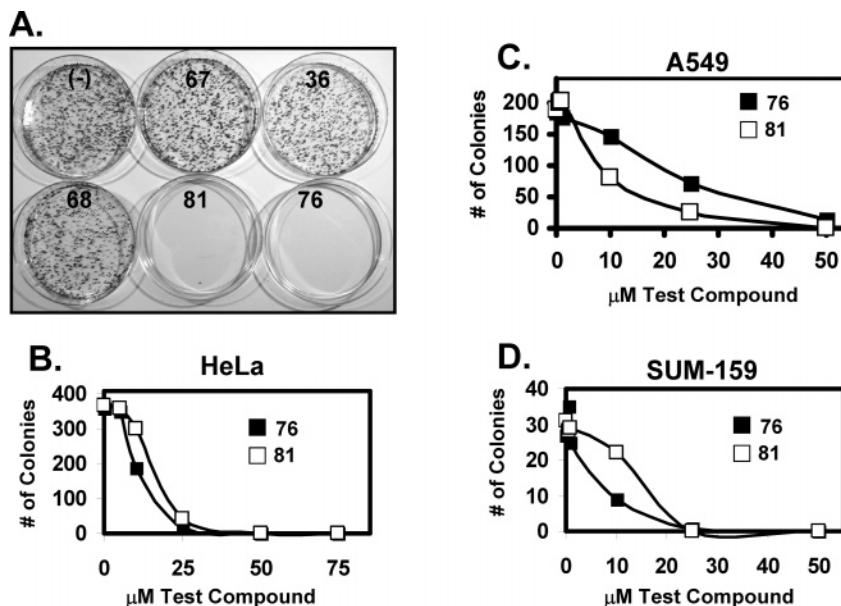 A.
(-) 67 36
68 81 76
B.
HeLa
# of Colonies
400
300
200
100
0
76
81
0 25 50 75
μM Test Compound
C.
A549
# of Colonies
200
150
100
50
0
76
81
0 10 20 30 40 50
μM Test Compound
D.
SUM-159
# of Colonies
40
30
20
10
0
76
81
0 10 20 30 40 50
μM Test Compound